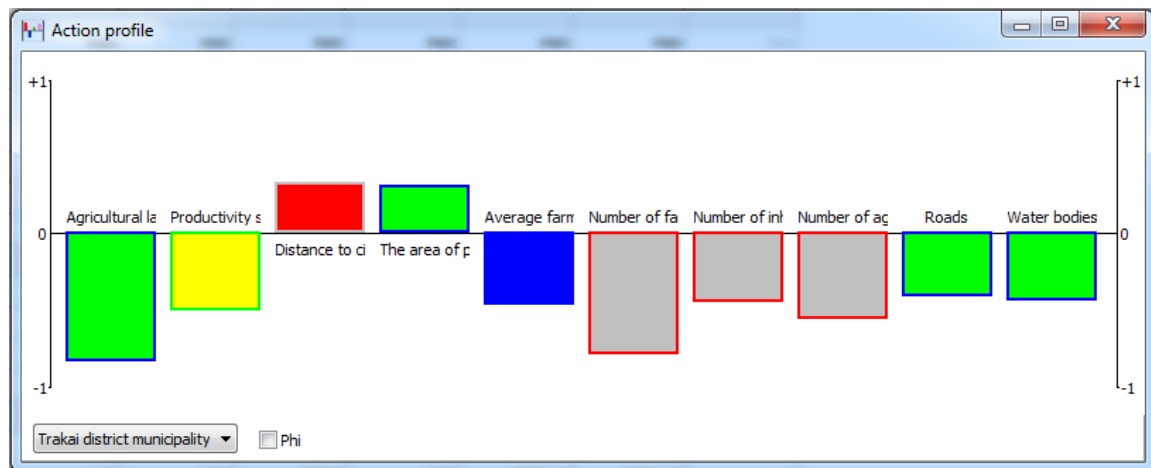 Action profile
+1 +1
Agricultural la Productivity s Average farm Number of fa Number of inh Number of ag Roads Water bodies
0 0
Distance to ci The area of p
-1 -1
Trakai district municipality Phi